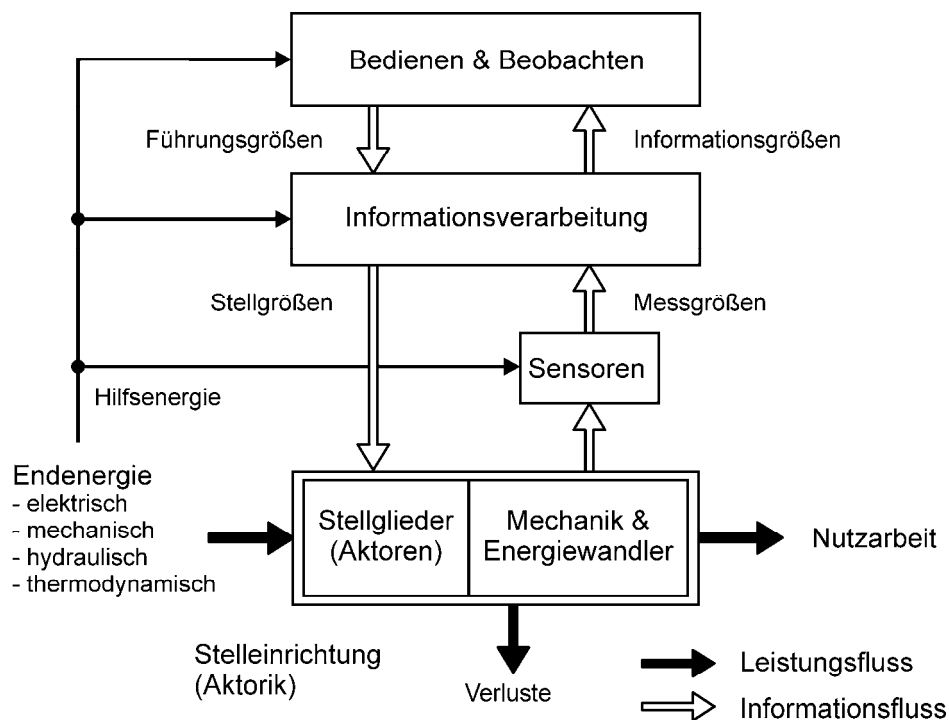 Bedienen & Beobachten
Führungsgrößen
Informationsgrößen
Informationsverarbeitung
Stellgrößen
Messgrößen
Sensoren
Hilfsenergie
Endenergie
- elektrisch
- mechanisch
- hydraulisch
- thermodynamisch
Stellglieder
(Aktoren)
Mechanik &
Energiewandler
Nutzarbeit
Stelleinrichtung
(Aktorik)
Verluste
Leistungsfluss
Informationsfluss